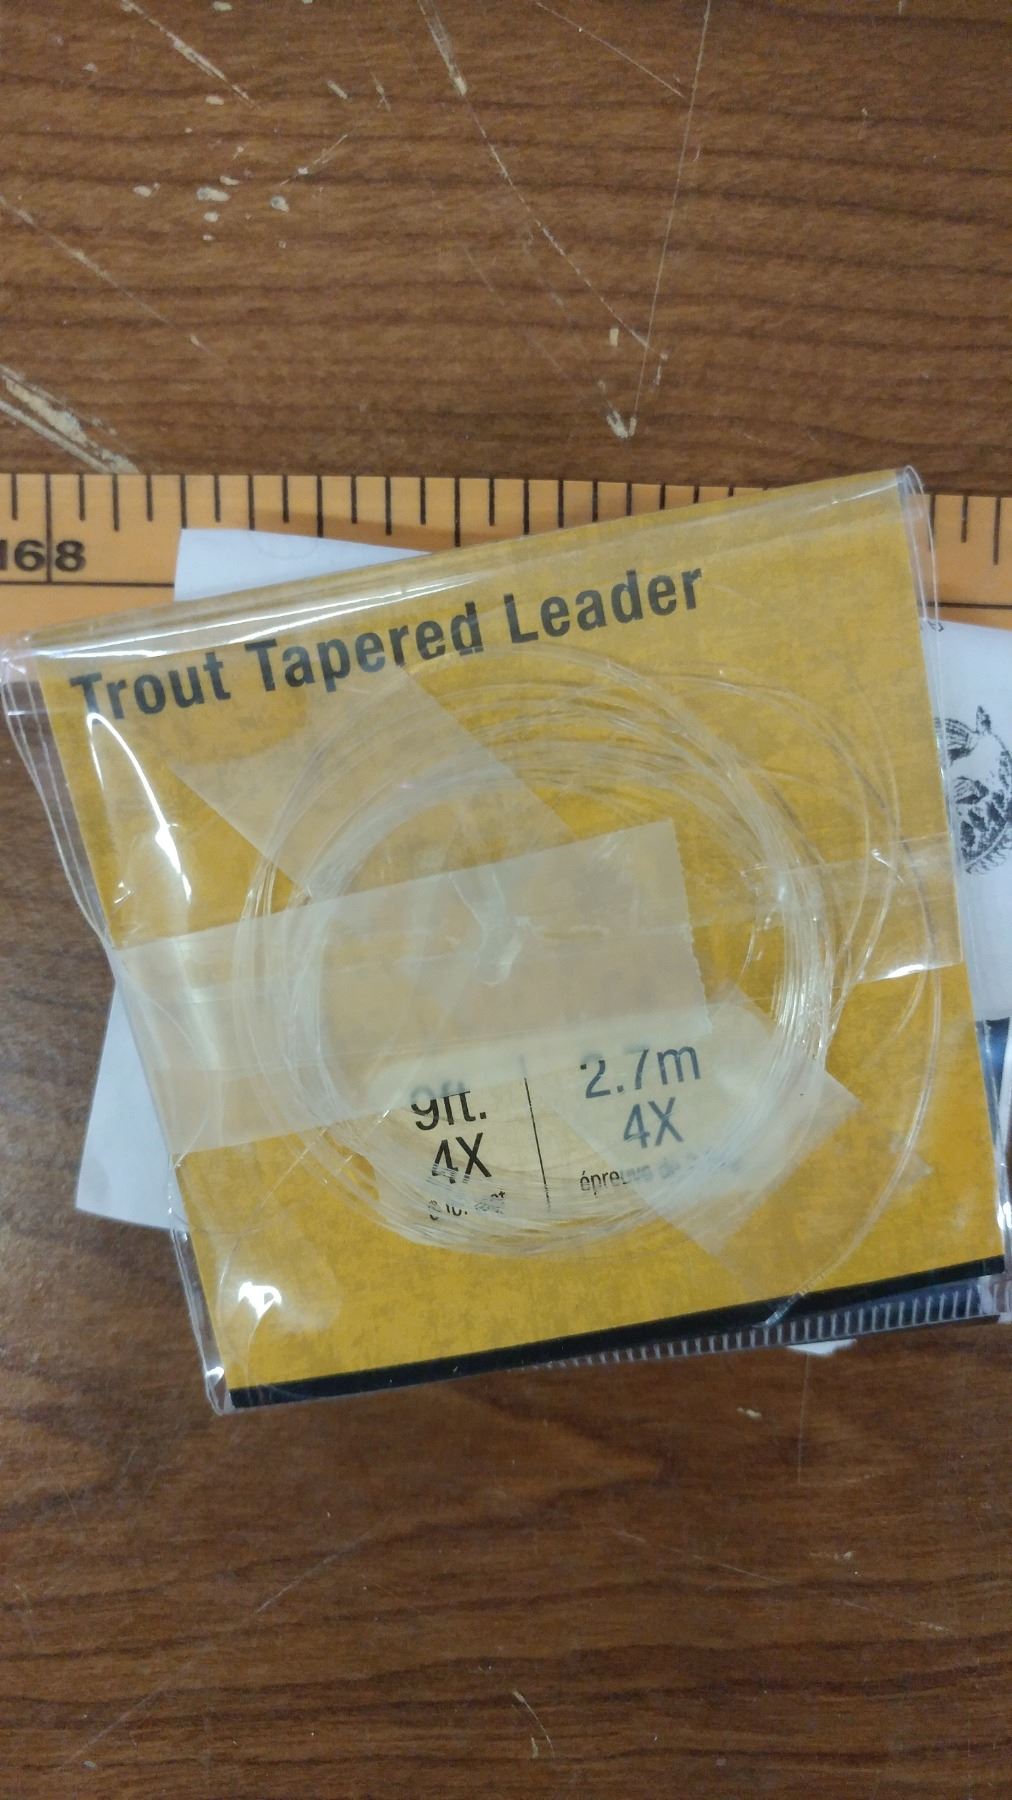 168
Trout Tapered Leader
9ft.
4X
2.7m
4X